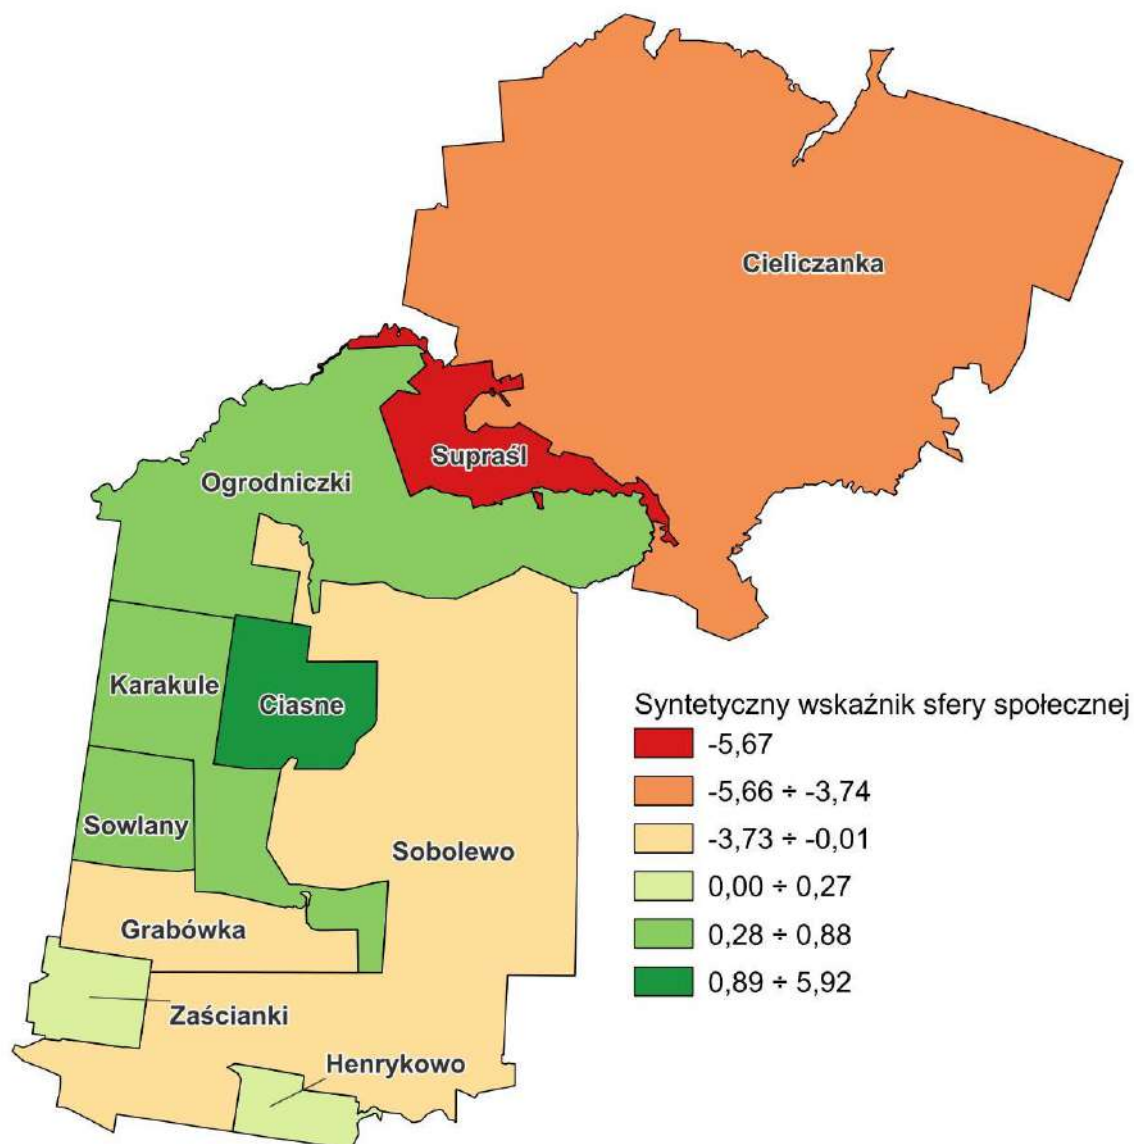 Cieliczanka
Supraśl
Ogrodniczki
Karakule
Ciasne
Sowlany
Sobolewo
Grabówka
Zaścianki
Henrykowo
Syntetyczny wskaźnik sfery społecznej
-5,67
-5,66 ÷ -3,74
-3,73 ÷ -0,01
0,00 ÷ 0,27
0,28 ÷ 0,88
0,89 ÷ 5,92